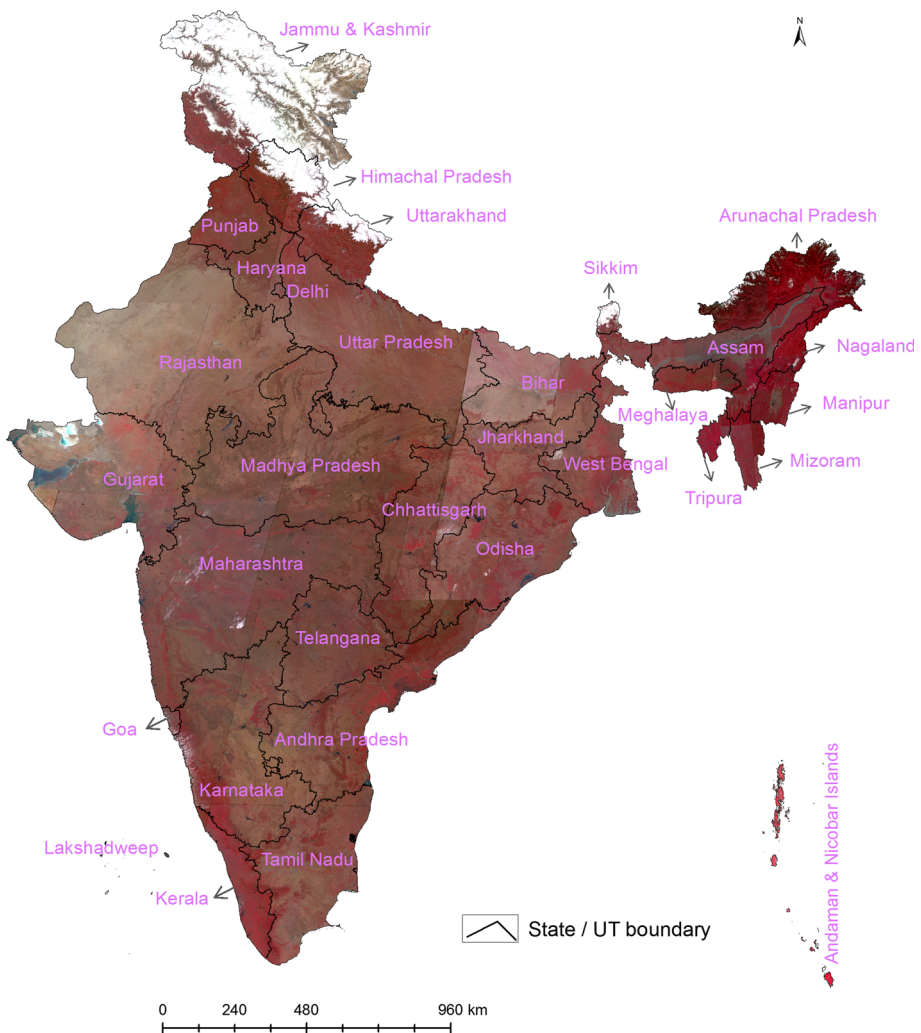 N
Jammu & Kashmir
Himachal Pradesh
Uttarakhand
Arunachal Pradesh
Punjab
Haryana
Delhi
Sikkim
Rajasthan
Uttar Pradesh
Assam
Nagaland
Bihar
Meghalaya
Manipur
Jharkhand
Gujarat
Madhya Pradesh
West Bengal
Mizoram
Tripura
Chhattisgarh
Odisha
Maharashtra
Telangana
Goa
Andhra Pradesh
Karnataka
Andaman & Nicobar Islands
Lakshadweep
Tamil Nadu
Kerala
State / UT boundary
0 240 480 960 km